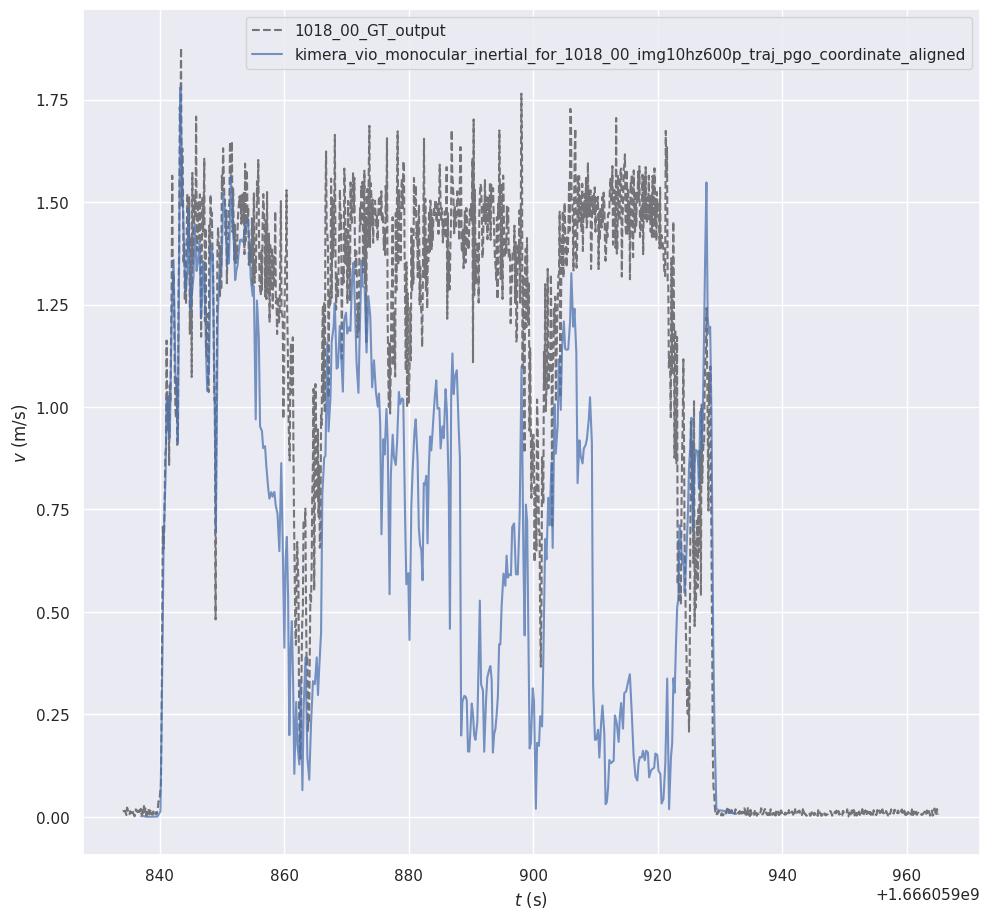 1018_00_GT_output
kimera_vio_monocular_inertial_for_1018_00_img10hz600p_traj_pgo_coordinate_aligned
1.75
1.50
1.25
1.00
0.75
0.50
0.25
0.00
v (m/s)
840 860 880 900 920 940 960
+1.666059e9
t (s)